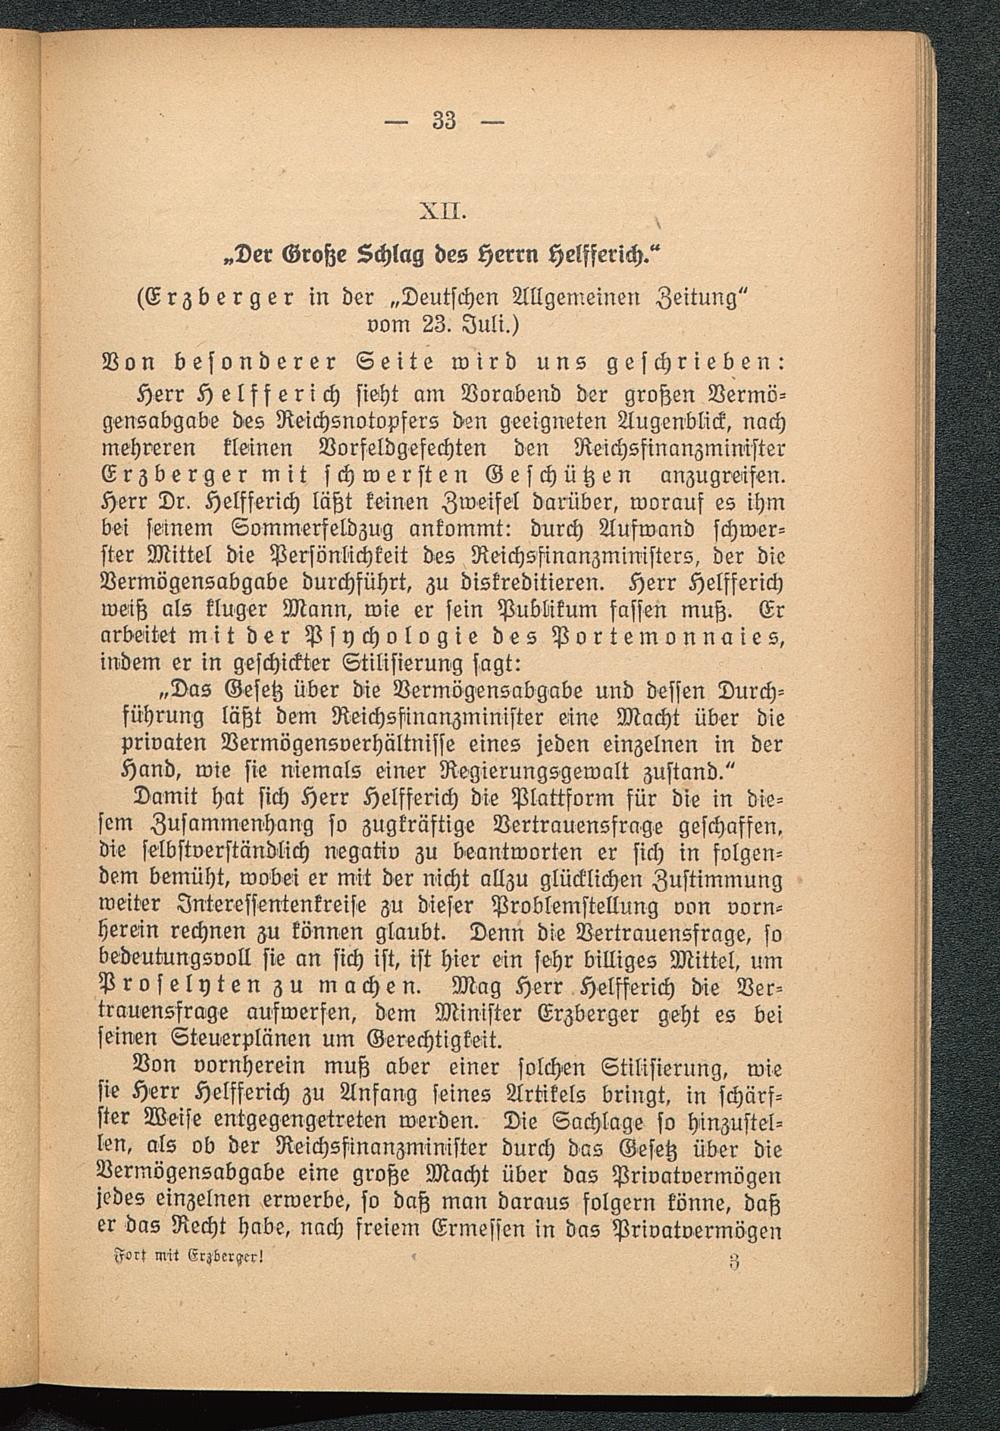 — 33 —
XII.
„Der Große Schlag des Herrn Helfferich.“
(Erzberger in der „Deutschen Allgemeinen Zeitung“
vom 23. Juli.)
Von besonderer Seite wird uns geschrieben:
Herr Helfferich sieht am Vorabend der großen Vermö-
gensabgabe des Reichsnotopfers den geeigneten Augenblick, nach
mehreren kleinen Vorfeldgefechten den Reichsfinanzminister
Erzberger mit schwersten Geschützen anzugreifen.
Herr Dr. Helfferich läßt keinen Zweifel darüber, worauf es ihm
bei seinem Sommerfeldzug ankommt: durch Aufwand schwer-
ster Mittel die Persönlichkeit des Reichsfinanzministers, der die
Vermögensabgabe durchführt, zu diskreditieren. Herr Helfferich
weiß als kluger Mann, wie er sein Publikum fassen muß. Er
arbeitet mit der Psychologie des Portemonnaies,
indem er in geschickter Stilisierung sagt:
„Das Gesetz über die Vermögensabgabe und dessen Durch-
führung läßt dem Reichsfinanzminister eine Macht über die
privaten Vermögensverhältnisse eines jeden einzelnen in der
Hand, wie sie niemals einer Regierungsgewalt zustand.“
Damit hat sich Herr Helfferich die Plattform für die in die-
sem Zusammenhang so zugkräftige Vertrauensfrage geschaffen,
die selbstverständlich negativ zu beantworten er sich in folgen-
dem bemüht, wobei er mit der nicht allzu glücklichen Zustimmung
weiter Interessentenkreise zu dieser Problemstellung von vorn-
herein rechnen zu können glaubt. Denn die Vertrauensfrage, so
bedeutungsvoll sie an sich ist, ist hier ein sehr billiges Mittel, um
Proselyten zu machen. Mag Herr Helfferich die Ver-
trauensfrage aufwerfen, dem Minister Erzberger geht es bei
seinen Steuerplänen um Gerechtigkeit.
Von vornherein muß aber einer solchen Stilisierung, wie
sie Herr Helfferich zu Anfang seines Artikels bringt, in schärf-
ster Weise entgegengetreten werden. Die Sachlage so hinzustel-
len, als ob der Reichsfinanzminister durch das Gesetz über die
Vermögensabgabe eine große Macht über das Privatvermögen
jedes einzelnen erwerbe, so daß man daraus folgern könne, daß
er das Recht habe, nach freiem Ermessen in das Privatvermögen
Fort mit Erzberger!
3